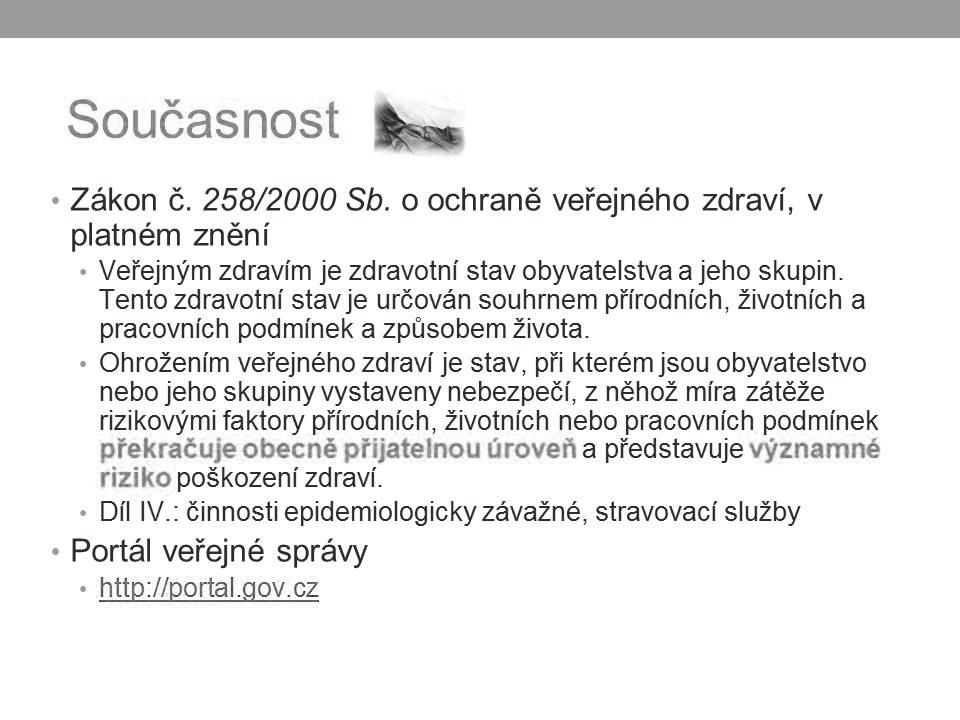 Současnost
• Zákon č. 258/2000 Sb. o ochraně veřejného zdraví, v
platném znění
• Veřejným zdravím je zdravotní stav obyvatelstva a jeho skupin.
Tento zdravotní stav je určován souhrnem přírodních, životních a
pracovních podmínek a způsobem života.
• Ohrožením veřejného zdraví je stav, při kterém jsou obyvatelstvo
nebo jeho skupiny vystaveny nebezpečí, z něhož míra zátěže
rizikovými faktory přírodních, životních nebo pracovních podmínek
překračuje obecně přijatelnou úroveň a představuje významné
riziko poškození zdraví.
• Díl IV.: činnosti epidemiologicky závažné, stravovací služby
• Portál veřejné správy
• http://portal.gov.cz